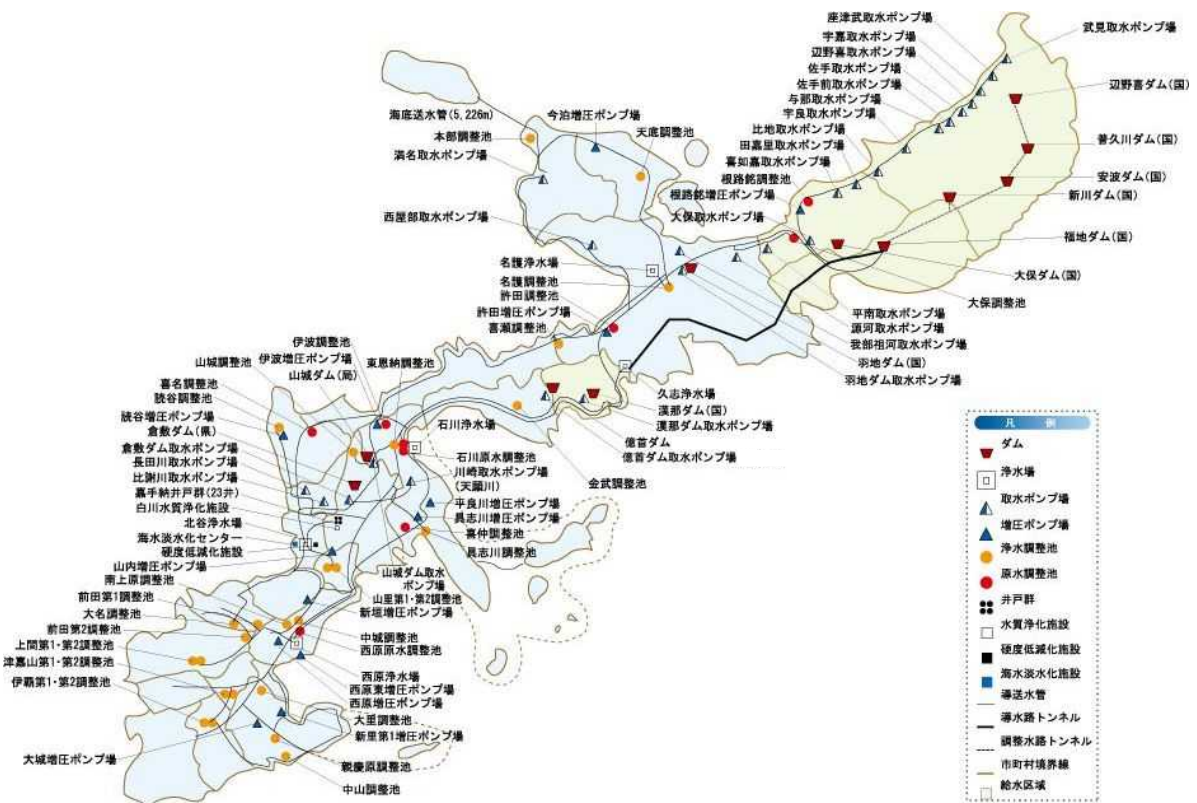 座津武取水ポンプ場
宇嘉取水ポンプ場
辺野喜取水ポンプ場
佐手取水ポンプ場
佐手前取水ポンプ場
与那取水ポンプ場
宇良取水ポンプ場
比地取水ポンプ場
田嘉里取水ポンプ場
喜如嘉取水ポンプ場
根路銘調整池
根路銘増圧ポンプ場
大保取水ポンプ場
武見取水ポンプ場
辺野喜ダム(国)
普久川ダム(国)
安波ダム(国)
新川ダム(国)
福地ダム(国)
大保ダム(国)
大保調整池
平南取水ポンプ場
源河取水ポンプ場
我部祖河取水ポンプ場
羽地ダム(国)
羽地ダム取水ポンプ場
海底送水管(5,226m)
今泊増圧ポンプ場
本部調整池
天底調整池
満名取水ポンプ場
西屋部取水ポンプ場
名護浄水場
名護調整池
許田調整池
許田増圧ポンプ場
喜瀬調整池
久志浄水場
漢那ダム(国)
漢那ダム取水ポンプ場
億首ダム
億首ダム取水ポンプ場
金武調整池
伊波調整池
山城調整池
伊波増圧ポンプ場
東恩納調整池
山城ダム(局)
喜名調整池
読谷調整池
読谷増圧ポンプ場
倉敷ダム(県)
倉敷ダム取水ポンプ場
長田川取水ポンプ場
比謝川取水ポンプ場
嘉手納井戸群(23井)
白川水質浄化施設
北谷浄水場
海水淡水化センター
硬度低減化施設
山内増圧ポンプ場
石川浄水場
石川原水調整池
川崎取水ポンプ場
(天願川)
平良川増圧ポンプ場
具志川増圧ポンプ場
喜仲調整池
具志川調整池
山城ダム取水
ポンプ場
山里第1・第2調整池
新垣増圧ポンプ場
南上原調整池
前田第1調整池
大名調整池
前田第2調整池
上間第1・第2調整池
津嘉山第1・第2調整池
伊覇第1・第2調整池
中城調整池
西原原水調整池
西原浄水場
西原東増圧ポンプ場
西原増圧ポンプ場
大里調整池
新里第1増圧ポンプ場
大城増圧ポンプ場
親慶原調整池
中山調整池
凡例
ダム
浄水場
取水ポンプ場
増圧ポンプ場
浄水調整池
原水調整池
井戸群
水質浄化施設
硬度低減化施設
海水淡水化施設
導送水管
導水路トンネル
調整水路トンネル
市町村境界線
給水区域